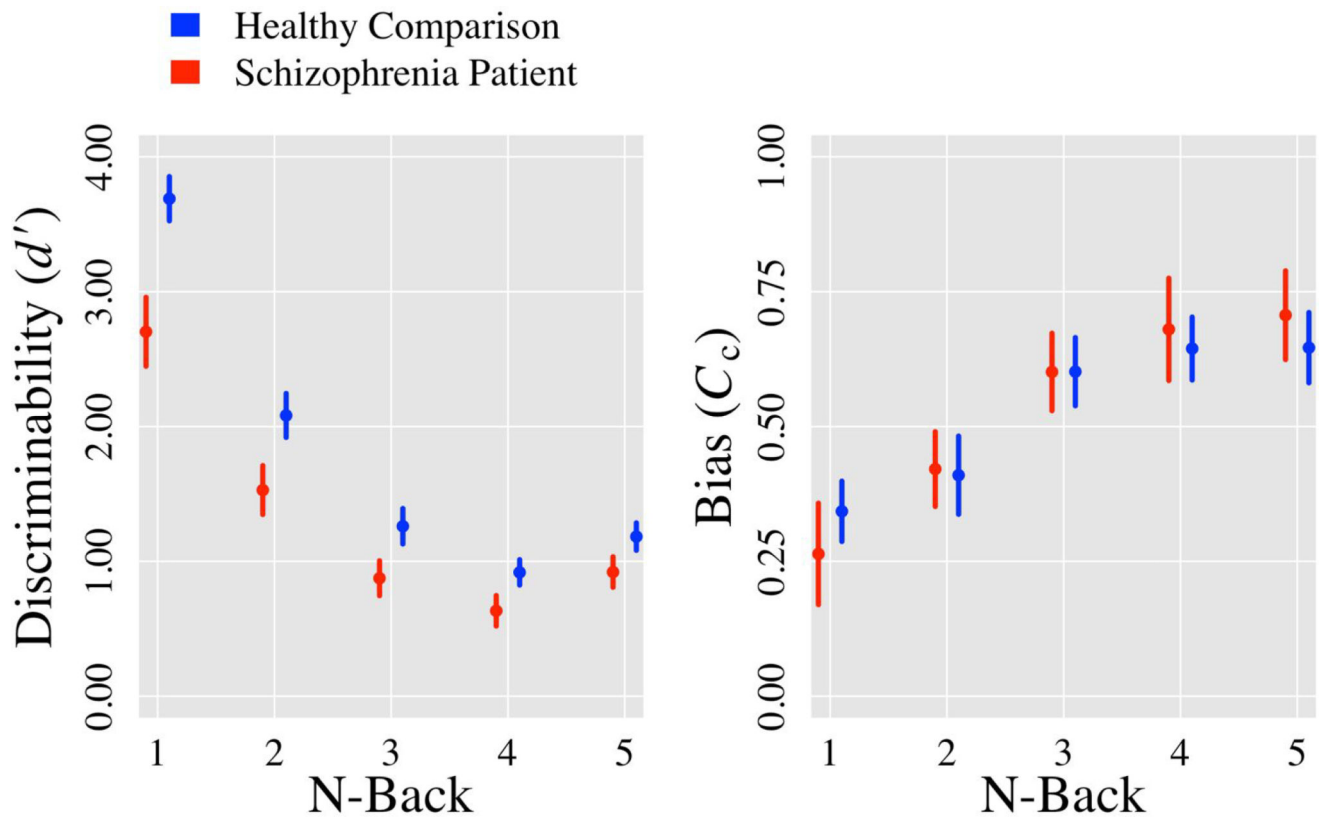 Healthy Comparison
Schizophrenia Patient
Discriminability (d′)
4.00
3.00
2.00
1.00
0.00
1 2 3 4 5
N-Back
Bias (Cc)
1.00
0.75
0.50
0.25
0.00
1 2 3 4 5
N-Back